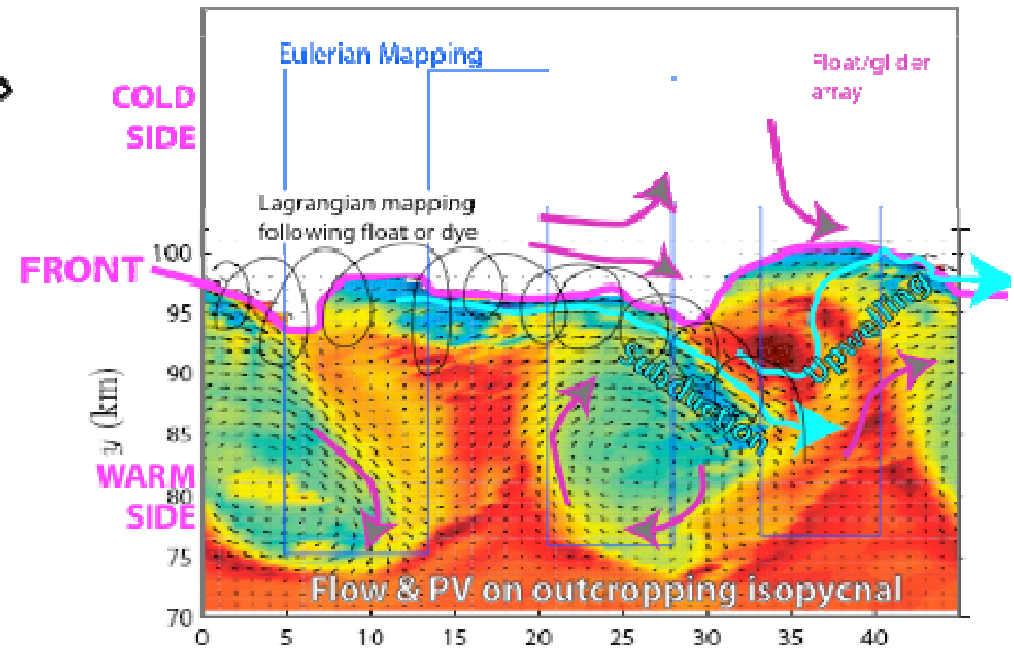 Eulerian Mapping
Float/glider
array
COLD
SIDE
Lagrangian mapping
following float or dye
FRONT
100
95
90
85
80
75
70
y (km)
WARM
SIDE
Subduction
Upwelling
Flow & PV on outcropping isopycnal
0 5 10 15 20 25 30 35 40